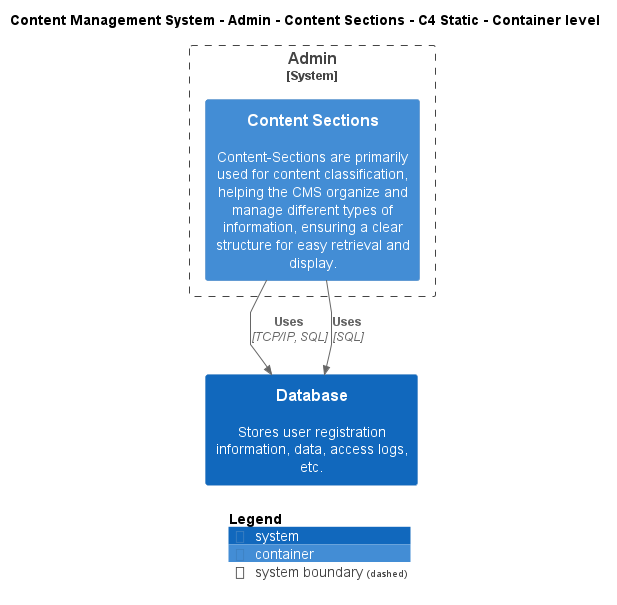 Content Management System - Admin - Content Sections - C4 Static - Container level
Admin
[System]
Content Sections
Content-Sections are primarily
used for content classification,
helping the CMS organize and
manage different types of
information, ensuring a clear
structure for easy retrieval and
display.
Uses
[TCP/IP, SQL]
Uses
[SQL]
Database
Stores user registration
information, data, access logs,
etc.
Legend
system
container
system boundary (dashed)